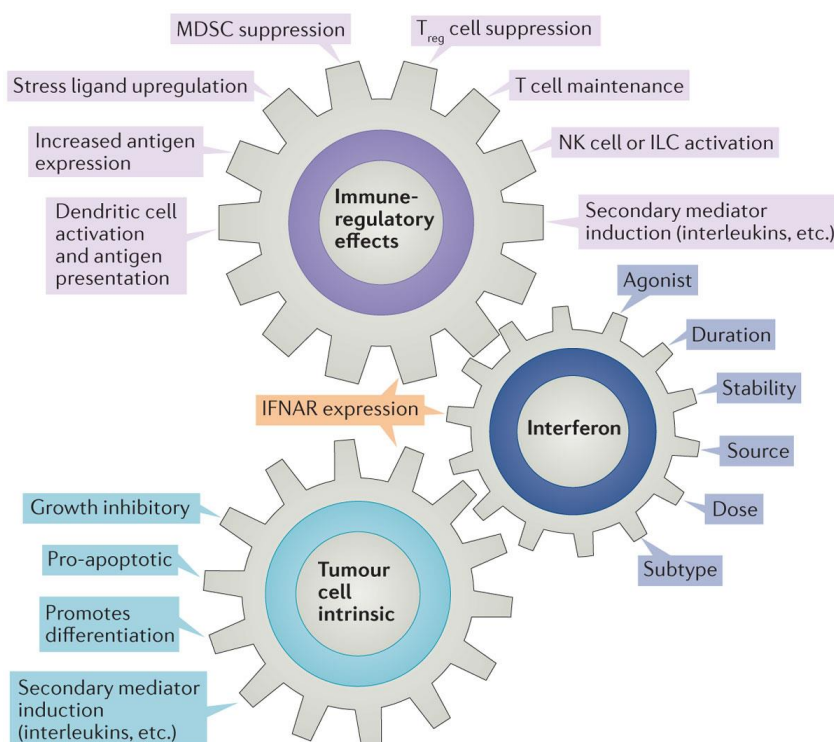 MDSC suppression
Treg cell suppression
Stress ligand upregulation
T cell maintenance
Increased antigen
expression
NK cell or ILC activation
Dendritic cell
activation
and antigen
presentation
Immune-
regulatory
effects
Secondary mediator
induction (interleukins, etc.)
Agonist
Duration
Stability
IFNAR expression
Interferon
Source
Dose
Subtype
Growth inhibitory
Pro-apoptotic
Promotes
differentiation
Secondary mediator
induction
(interleukins, etc.)
Tumour
cell
intrinsic